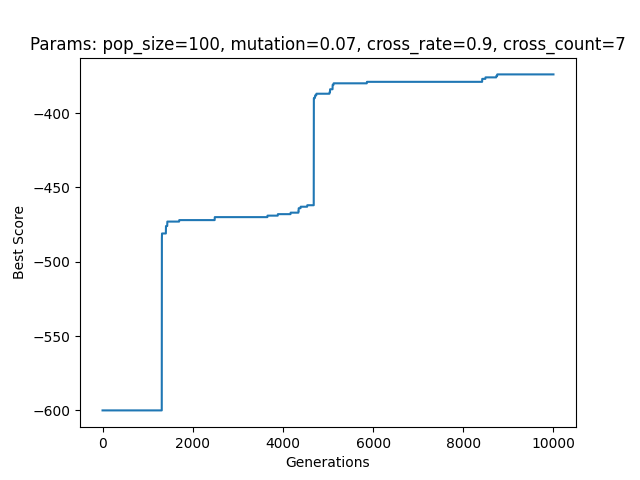 Params: pop_size=100, mutation=0.07, cross_rate=0.9, cross_count=7
−400
−450
−500
−550
−600
Best Score
0 2000 4000 6000 8000 10000
Generations